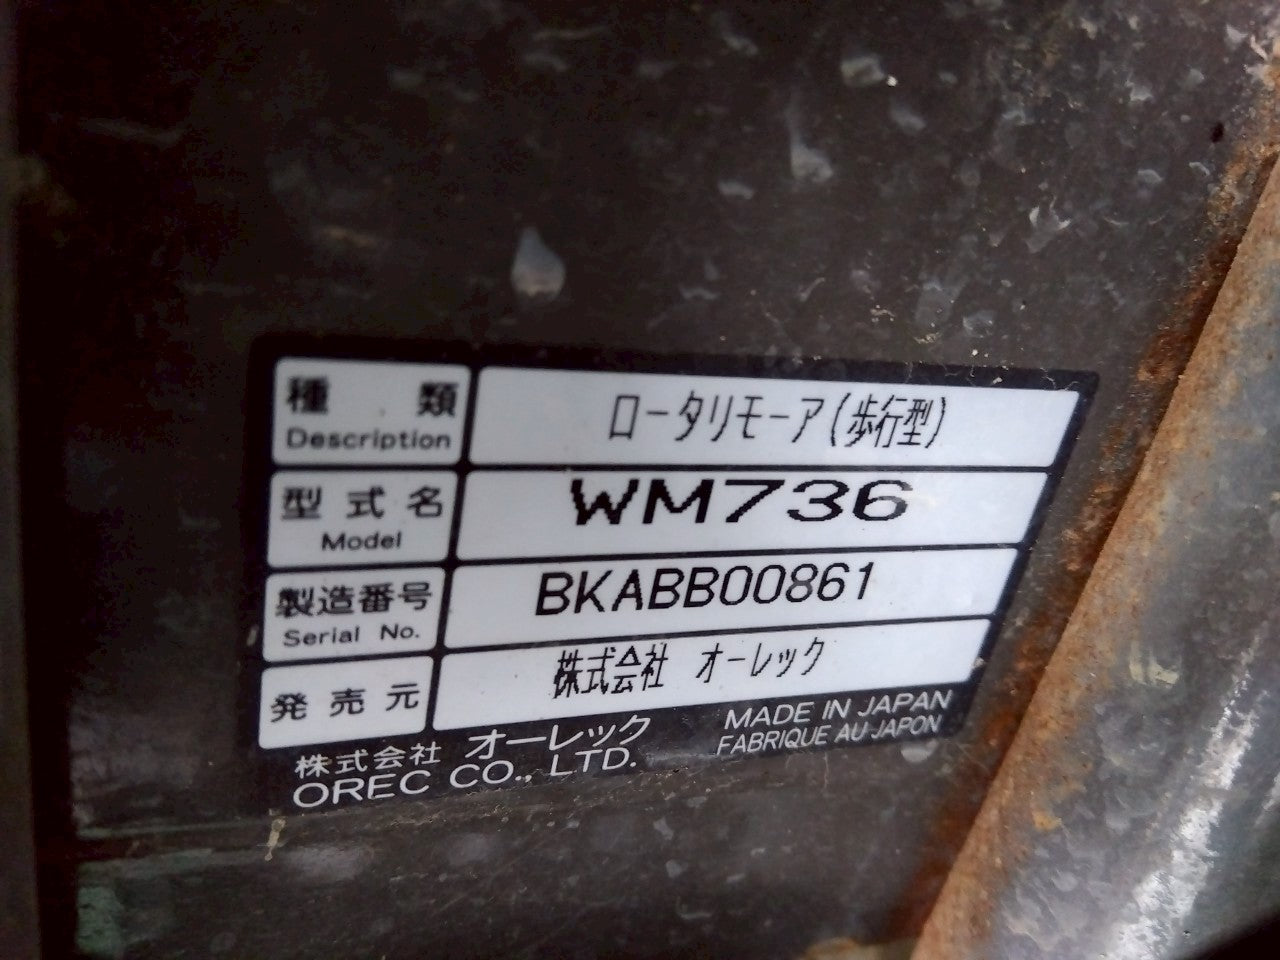 種類 ロータリモーア(歩行型)
Description
型式名 WM736
Model
製造番号 BKABB00861
Serial No.
発売元 株式会社 オーレック
株式会社 オーレック MADE IN JAPAN
OREC CO., LTD. FABRIQUE AU JAPON